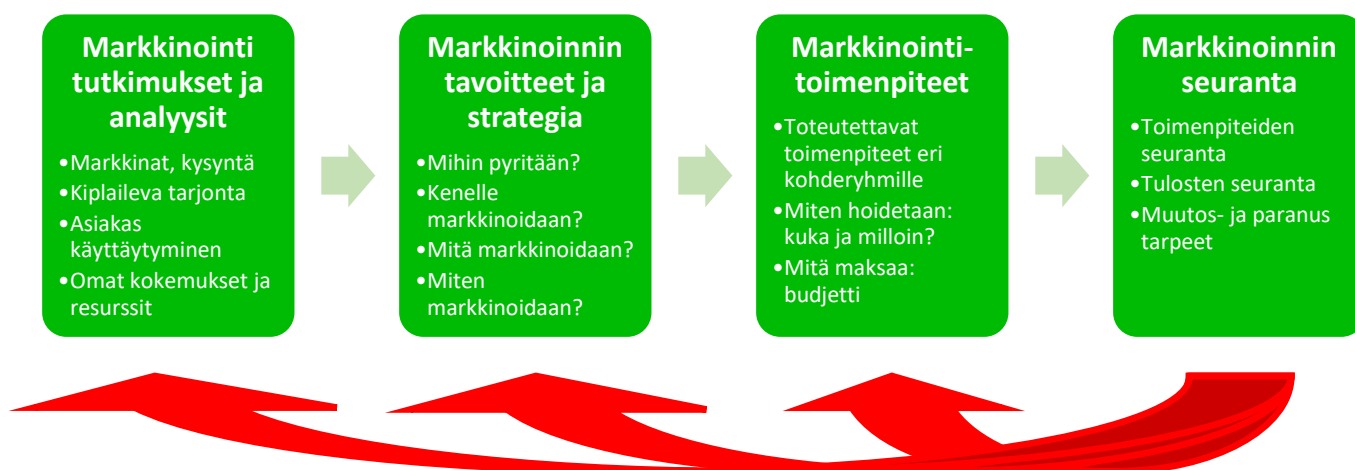 Markkinointi
tutkimukset ja
analyysit
•Markkinat, kysyntä
•Kiplaileva tarjonta
•Asiakas
käyttäytyminen
•Omat kokemukset ja
resurssit
Markkinoinnin
tavoitteet ja
strategia
•Mihin pyritään?
•Kenelle
markkinoidaan?
•Mitä markkinoidaan?
•Miten
markkinoidaan?
Markkinointi-
toimenpiteet
•Toteutettavat
toimenpiteet eri
kohderyhmille
•Miten hoidetaan:
kuka ja milloin?
•Mitä maksaa:
budjetti
Markkinoinnin
seuranta
•Toimenpiteiden
seuranta
•Tulosten seuranta
•Muutos- ja paranus
tarpeet